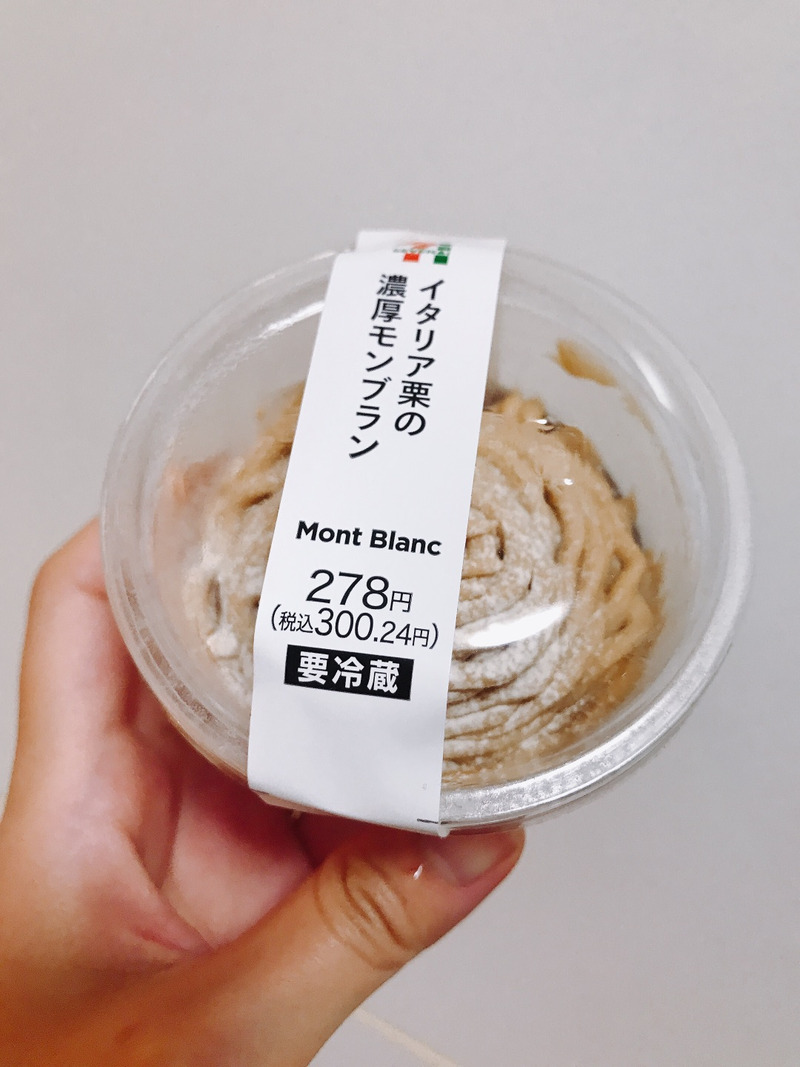 イタリア栗の
濃厚モンブラン
Mont Blanc
278円
(税込300.24円)
要冷蔵